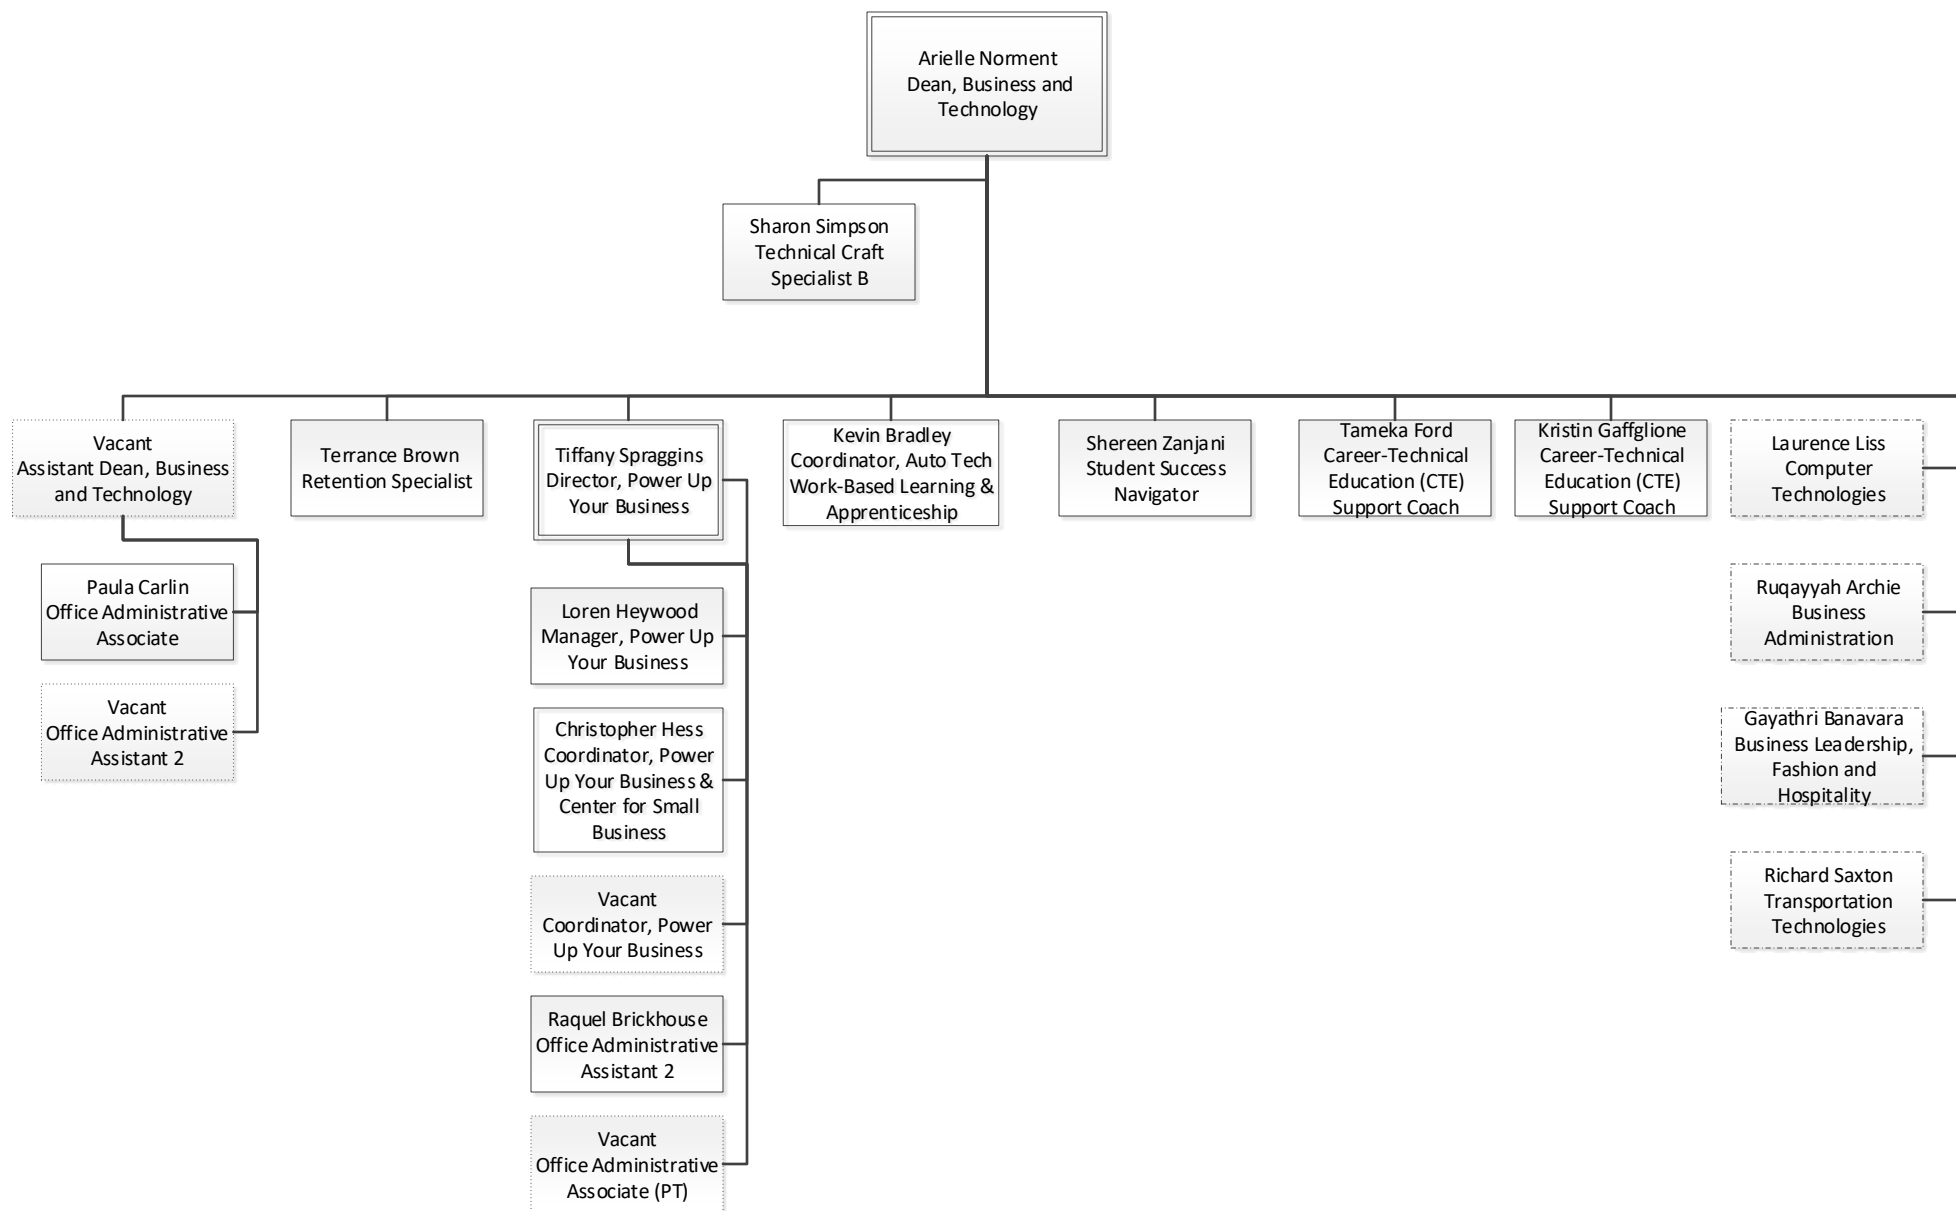 Arielle Norment
Dean, Business and
Technology
Sharon Simpson
Technical Craft
Specialist B
Vacant
Assistant Dean, Business
and Technology
Terrance Brown
Retention Specialist
Tiffany Spraggins
Director, Power Up
Your Business
Kevin Bradley
Coordinator, Auto Tech
Work-Based Learning &
Apprenticeship
Shereen Zanjani
Student Success
Navigator
Tameka Ford
Career-Technical
Education (CTE)
Support Coach
Kristin Gaffglione
Career-Technical
Education (CTE)
Support Coach
Laurence Liss
Computer
Technologies
Paula Carlin
Office Administrative
Associate
Vacant
Office Administrative
Assistant 2
Loren Heywood
Manager, Power Up
Your Business
Christopher Hess
Coordinator, Power
Up Your Business &
Center for Small
Business
Vacant
Coordinator, Power
Up Your Business
Raquel Brickhouse
Office Administrative
Assistant 2
Vacant
Office Administrative
Associate (PT)
Ruqayyah Archie
Business
Administration
Gayathri Banavara
Business Leadership,
Fashion and
Hospitality
Richard Saxton
Transportation
Technologies